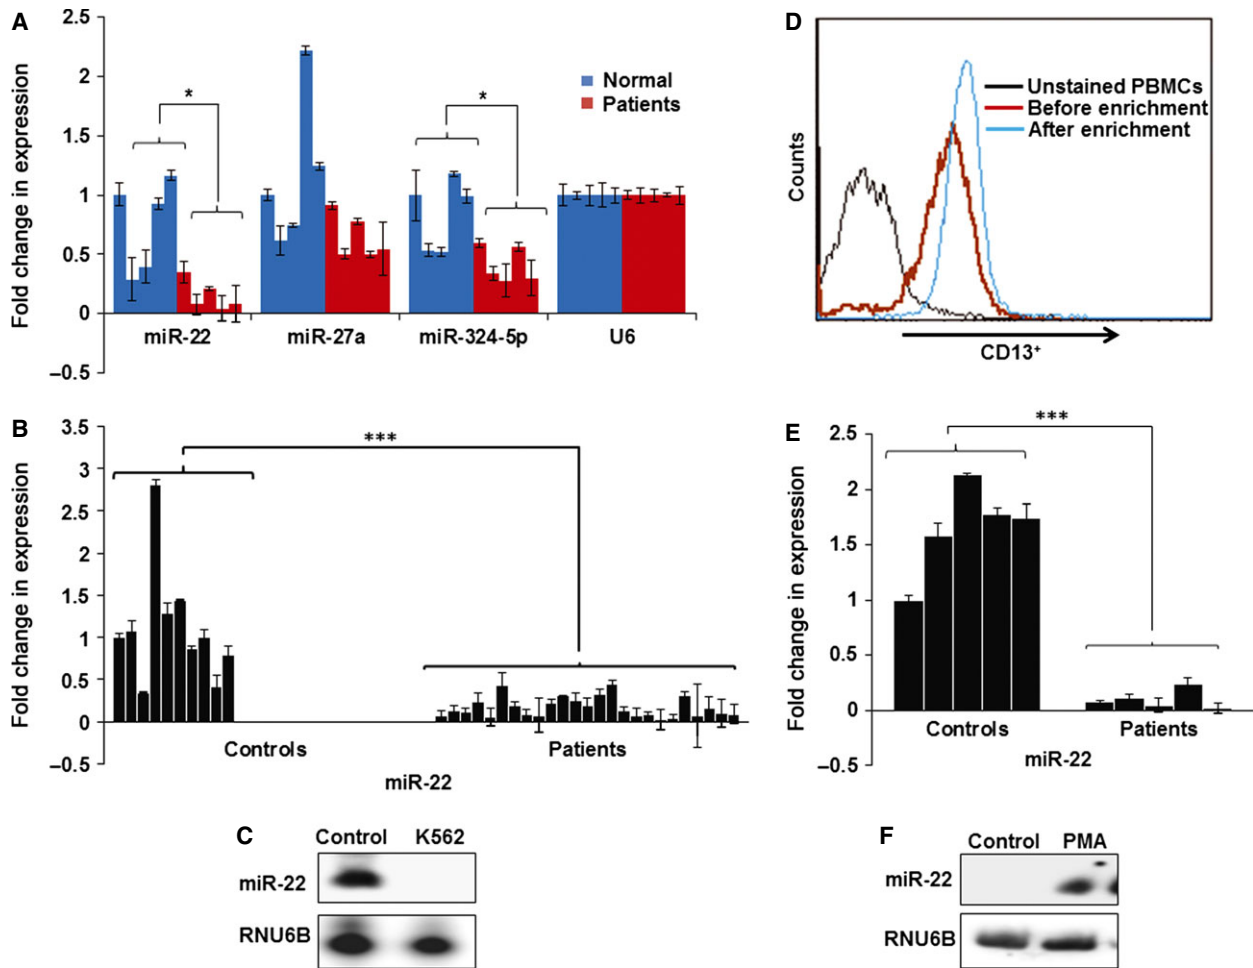 A
2.5
2
1.5
1
0.5
0
–0.5
Fold change in expression
*
*
Normal
Patients
miR-22
miR-27a
miR-324-5p
U6
D
Unstained PBMCs
Before enrichment
After enrichment
Counts
CD13+
B
3.5
3
2.5
2
1.5
1
0.5
0
–0.5
Fold change in expression
***
Controls
Patients
miR-22
E
2.5
2
1.5
1
0.5
0
–0.5
Fold change in expression
***
Controls
Patients
miR-22
C
Control K562
miR-22
RNU6B
F
Control PMA
miR-22
RNU6B